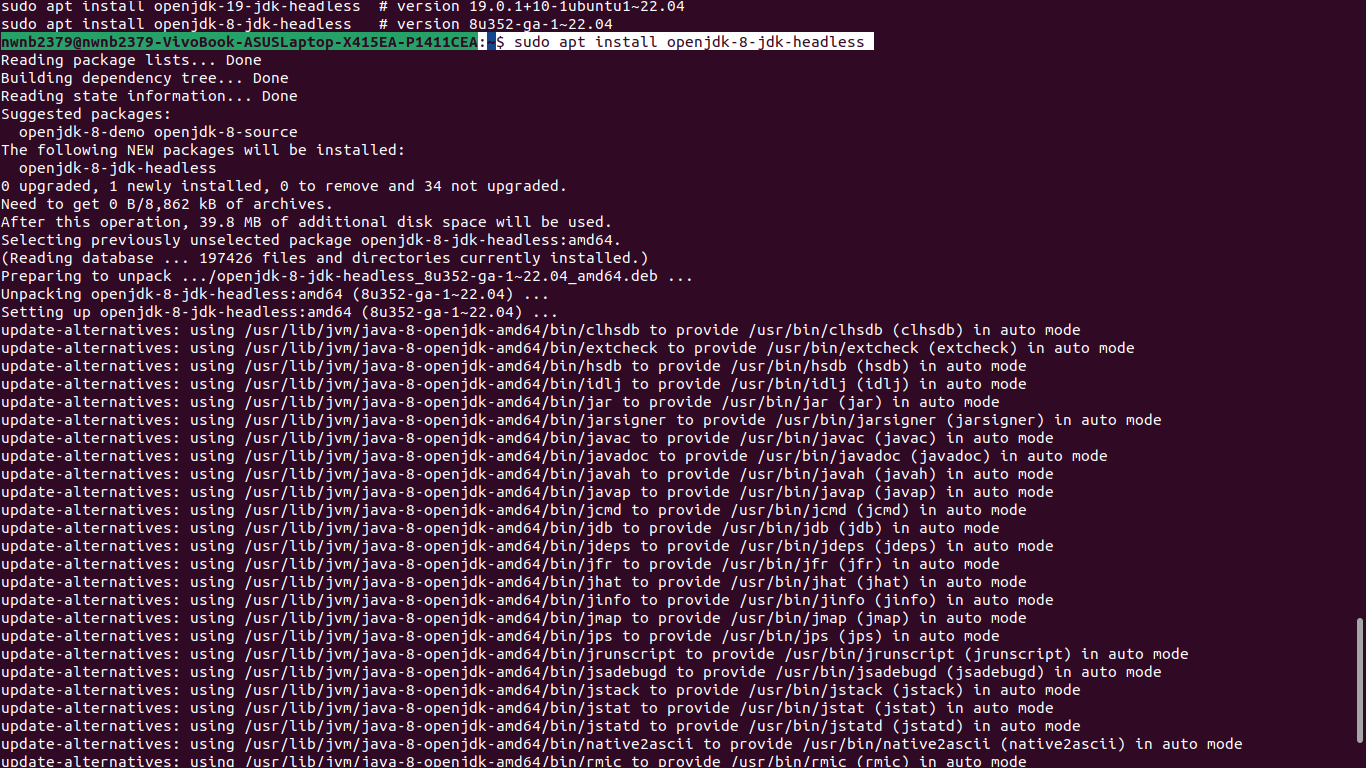 sudo apt install openjdk-19-jdk-headless  # version 19.0.1+10-1ubuntu1~22.04
sudo apt install openjdk-8-jdk-headless   # version 8u352-ga-1~22.04
nwnb2379@nwnb2379-VivoBook-ASUSLaptop-X415EA-P1411CEA:~$ sudo apt install openjdk-8-jdk-headless
Reading package lists... Done
Building dependency tree... Done
Reading state information... Done
Suggested packages:
  openjdk-8-demo openjdk-8-source
The following NEW packages will be installed:
  openjdk-8-jdk-headless
0 upgraded, 1 newly installed, 0 to remove and 34 not upgraded.
Need to get 0 B/8,862 kB of archives.
After this operation, 39.8 MB of additional disk space will be used.
Selecting previously unselected package openjdk-8-jdk-headless:amd64.
(Reading database ... 197426 files and directories currently installed.)
Preparing to unpack .../openjdk-8-jdk-headless_8u352-ga-1~22.04_amd64.deb ...
Unpacking openjdk-8-jdk-headless:amd64 (8u352-ga-1~22.04) ...
Setting up openjdk-8-jdk-headless:amd64 (8u352-ga-1~22.04) ...
update-alternatives: using /usr/lib/jvm/java-8-openjdk-amd64/bin/clhsdb to provide /usr/bin/clhsdb (clhsdb) in auto mode
update-alternatives: using /usr/lib/jvm/java-8-openjdk-amd64/bin/extcheck to provide /usr/bin/extcheck (extcheck) in auto mode
update-alternatives: using /usr/lib/jvm/java-8-openjdk-amd64/bin/hsdb to provide /usr/bin/hsdb (hsdb) in auto mode
update-alternatives: using /usr/lib/jvm/java-8-openjdk-amd64/bin/idlj to provide /usr/bin/idlj (idlj) in auto mode
update-alternatives: using /usr/lib/jvm/java-8-openjdk-amd64/bin/jar to provide /usr/bin/jar (jar) in auto mode
update-alternatives: using /usr/lib/jvm/java-8-openjdk-amd64/bin/jarsigner to provide /usr/bin/jarsigner (jarsigner) in auto mode
update-alternatives: using /usr/lib/jvm/java-8-openjdk-amd64/bin/javac to provide /usr/bin/javac (javac) in auto mode
update-alternatives: using /usr/lib/jvm/java-8-openjdk-amd64/bin/javadoc to provide /usr/bin/javadoc (javadoc) in auto mode
update-alternatives: using /usr/lib/jvm/java-8-openjdk-amd64/bin/javah to provide /usr/bin/javah (javah) in auto mode
update-alternatives: using /usr/lib/jvm/java-8-openjdk-amd64/bin/javap to provide /usr/bin/javap (javap) in auto mode
update-alternatives: using /usr/lib/jvm/java-8-openjdk-amd64/bin/jcmd to provide /usr/bin/jcmd (jcmd) in auto mode
update-alternatives: using /usr/lib/jvm/java-8-openjdk-amd64/bin/jdb to provide /usr/bin/jdb (jdb) in auto mode
update-alternatives: using /usr/lib/jvm/java-8-openjdk-amd64/bin/jdeps to provide /usr/bin/jdeps (jdeps) in auto mode
update-alternatives: using /usr/lib/jvm/java-8-openjdk-amd64/bin/jfr to provide /usr/bin/jfr (jfr) in auto mode
update-alternatives: using /usr/lib/jvm/java-8-openjdk-amd64/bin/jhat to provide /usr/bin/jhat (jhat) in auto mode
update-alternatives: using /usr/lib/jvm/java-8-openjdk-amd64/bin/jinfo to provide /usr/bin/jinfo (jinfo) in auto mode
update-alternatives: using /usr/lib/jvm/java-8-openjdk-amd64/bin/jmap to provide /usr/bin/jmap (jmap) in auto mode
update-alternatives: using /usr/lib/jvm/java-8-openjdk-amd64/bin/jps to provide /usr/bin/jps (jps) in auto mode
update-alternatives: using /usr/lib/jvm/java-8-openjdk-amd64/bin/jrunscript to provide /usr/bin/jrunscript (jrunscript) in auto mode
update-alternatives: using /usr/lib/jvm/java-8-openjdk-amd64/bin/jsadebugd to provide /usr/bin/jsadebugd (jsadebugd) in auto mode
update-alternatives: using /usr/lib/jvm/java-8-openjdk-amd64/bin/jstack to provide /usr/bin/jstack (jstack) in auto mode
update-alternatives: using /usr/lib/jvm/java-8-openjdk-amd64/bin/jstat to provide /usr/bin/jstat (jstat) in auto mode
update-alternatives: using /usr/lib/jvm/java-8-openjdk-amd64/bin/jstatd to provide /usr/bin/jstatd (jstatd) in auto mode
update-alternatives: using /usr/lib/jvm/java-8-openjdk-amd64/bin/native2ascii to provide /usr/bin/native2ascii (native2ascii) in auto mode
update-alternatives: using /usr/lib/jvm/java-8-openjdk-amd64/bin/rmic to provide /usr/bin/rmic (rmic) in auto mode